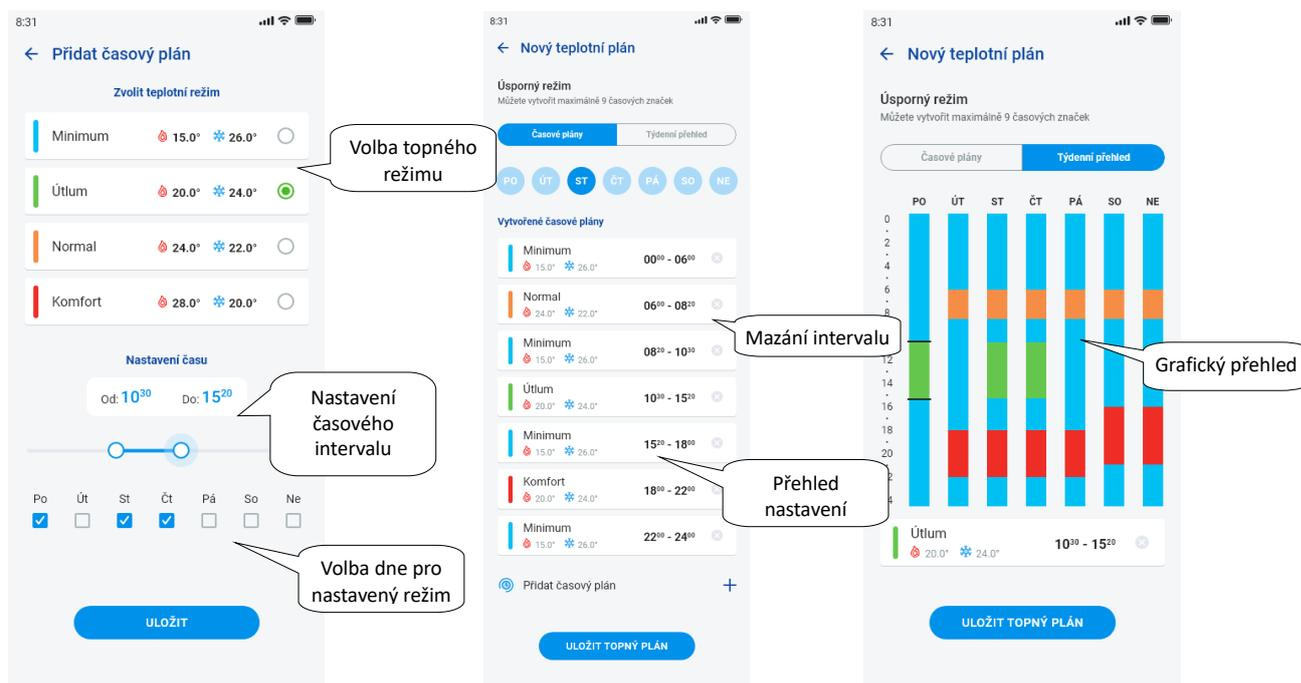 8:31
Přidat časový plán
Zvolit teplotní režim
Minimum 15.0° 26.0°
Útlum 20.0° 24.0°
Normal 24.0° 22.0°
Komfort 28.0° 20.0°
Volba topného
režimu
Nastavení času
Od: 10³⁰ Do: 15²⁰
Nastavení
časového
intervalu
Po Út St Čt Pá So Ne
Volba dne pro
nastavený režim
ULOŽIT
8:31
Nový teplotní plán
Úsporný režim
Můžete vytvořit maximálně 9 časových značek
Časové plány Týdenní přehled
PO ÚT ST ČT PÁ SO NE
Vytvořené časové plány
Minimum
15.0° 26.0° 00⁰⁰ - 06⁰⁰
Normal
24.0° 22.0° 06⁰⁰ - 08²⁰
Mazání intervalu
Minimum
15.0° 26.0° 08²⁰ - 10³⁰
Útlum
20.0° 24.0° 10³⁰ - 15²⁰
Minimum
15.0° 26.0° 15²⁰ - 18⁰⁰
Přehled
nastavení
Komfort
20.0° 24.0° 18⁰⁰ - 22⁰⁰
Minimum
15.0° 26.0° 22⁰⁰ - 24⁰⁰
Přidat časový plán
ULOŽIT TOPNÝ PLÁN
8:31
Nový teplotní plán
Úsporný režim
Můžete vytvořit maximálně 9 časových značek
Časové plány Týdenní přehled
PO ÚT ST ČT PÁ SO NE
0
2
4
6
8
12
14
16
18
20
Grafický přehled
Útlum
20.0° 24.0° 10³⁰ - 15²⁰
ULOŽIT TOPNÝ PLÁN